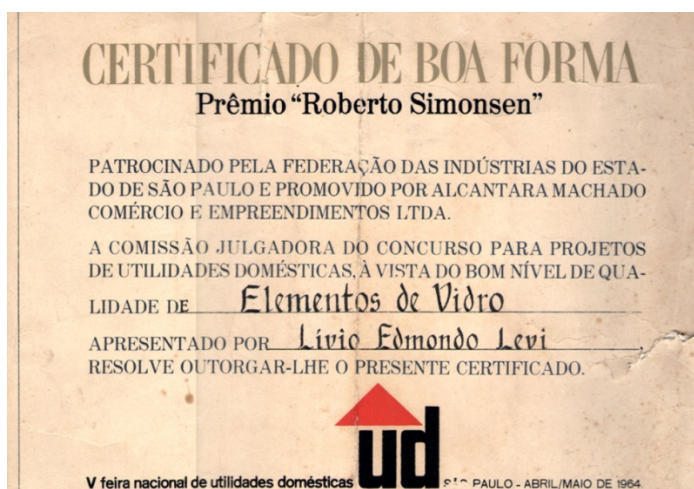 CERTIFICADO DE BOA FORMA
Prêmio “Roberto Simonsen”
PATROCINADO PELA FEDERAÇÃO DAS INDÚSTRIAS DO ESTA-
DO DE SÃO PAULO E PROMOVIDO POR ALCANTARA MACHADO
COMÉRCIO E EMPREENDIMENTOS LTDA.
A COMISSÃO JULGADORA DO CONCURSO PARA PROJETOS
DE UTILIDADES DOMÉSTICAS, À VISTA DO BOM NÍVEL DE QUA-
LIDADE DE Elementos de Vidro
APRESENTADO POR Lívio Edmondo Levi,
RESOLVE OUTORGAR-LHE O PRESENTE CERTIFICADO.
ud
V feira nacional de utilidades domésticas SÃO PAULO - ABRIL/MAIO DE 1964